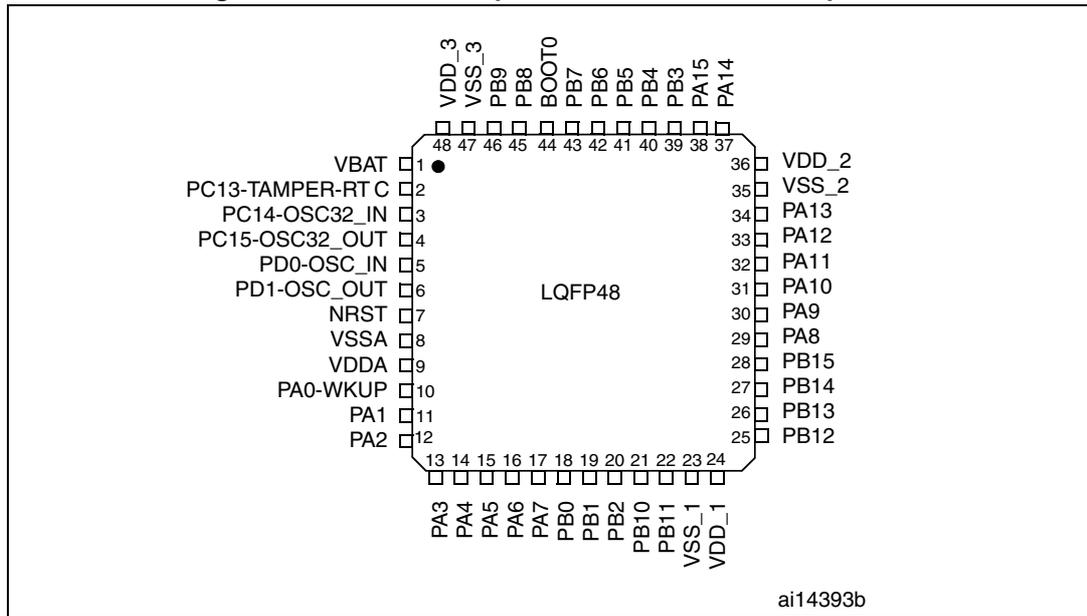 VDD_3 VSS_3 PB9 PB8 BOOT0 PB7 PB6 PB5 PB4 PB3 PA15 PA14
48 47 46 45 44 43 42 41 40 39 38 37
VBAT 1 36 VDD_2
PC13-TAMPER-RT C 2 35 VSS_2
PC14-OSC32_IN 3 34 PA13
PC15-OSC32_OUT 4 33 PA12
PD0-OSC_IN 5 32 PA11
PD1-OSC_OUT 6 LQFP48 31 PA10
NRST 7 30 PA9
VSSA 8 29 PA8
VDDA 9 28 PB15
PA0-WKUP 10 27 PB14
PA1 11 26 PB13
PA2 12 25 PB12
13 14 15 16 17 18 19 20 21 22 23 24
PA3 PA4 PA5 PA6 PA7 PB0 PB1 PB2 PB10 PB11 VSS_1 VDD_1
ai14393b